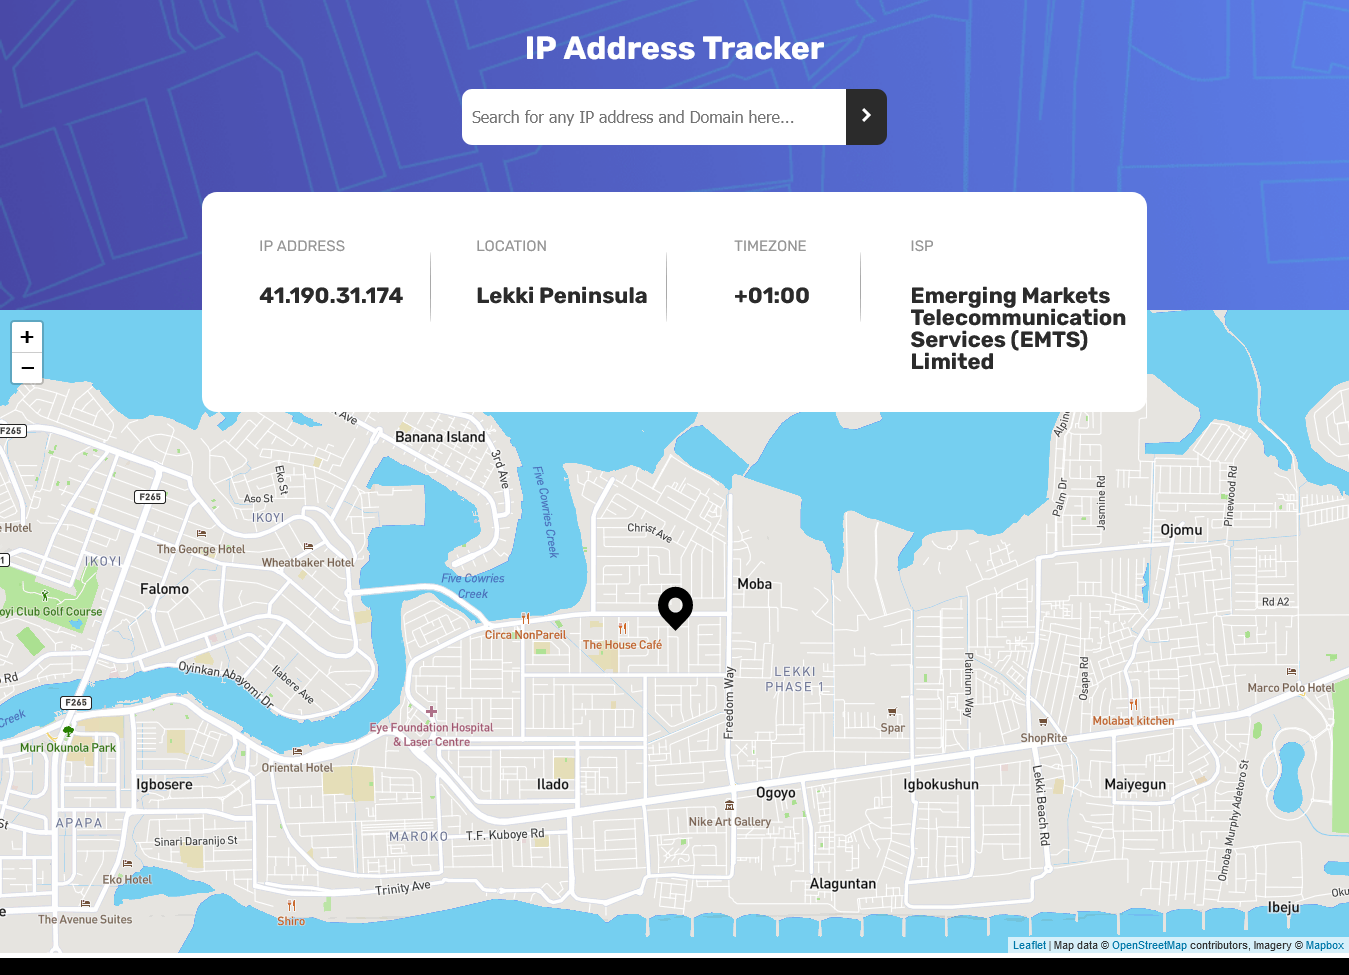 IP Address Tracker
Search for any IP address and Domain here...
IP ADDRESS
41.190.31.174
LOCATION
Lekki Peninsula
TIMEZONE
+01:00
ISP
Emerging Markets
Telecommunication
Services (EMTS)
Limited
+
−
Ave
Banana Island
3rd Ave
F265
Eko St
Aso St
F265
IKOYI
Five Cowries Creek
Christ Ave
Alpin
Palm Dr
Jasmine Rd
Pinewood Rd
Ojomu
Hotel
The George Hotel
Wheatbaker Hotel
1
IKOYI
Falomo
Five Cowries
Creek
Moba
Rd A2
oyi Club Golf Course
Circa NonPareil
The House Café
Oyinkan Abayomi Dr
Ilabere Ave
Rd
LEKKI
PHASE 1
Freedom Way
Platinum Way
Osapa Rd
Marco Polo Hotel
F265
Creek
Muri Okunola Park
Eye Foundation Hospital
& Laser Centre
Spar
ShopRite
Molabat kitchen
Oriental Hotel
Igbosere
Ilado
Ogoyo
Igbokushun
Maiyegun
Lekki Beach Rd
Omoba Murphy Adetoro St
St
APAPA
Nike Art Gallery
Sinari Daranijo St
MAROKO
T.F. Kuboye Rd
Eko Hotel
Trinity Ave
Alaguntan
Oku
e
The Avenue Suites
Shiro
Ibeju
Leaflet | Map data © OpenStreetMap contributors, Imagery © Mapbox